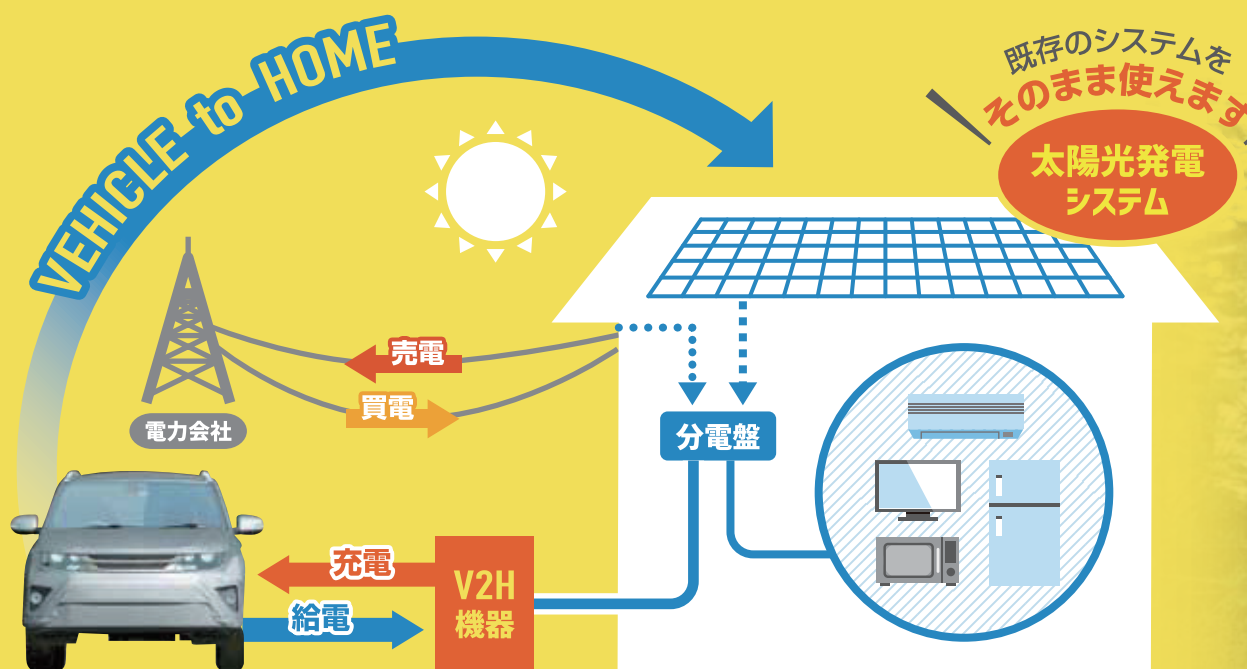 VEHICLE to HOME
既存のシステムを
そのまま使えます
太陽光発電
システム
売電
買電
電力会社
分電盤
充電
給電
V2H
機器